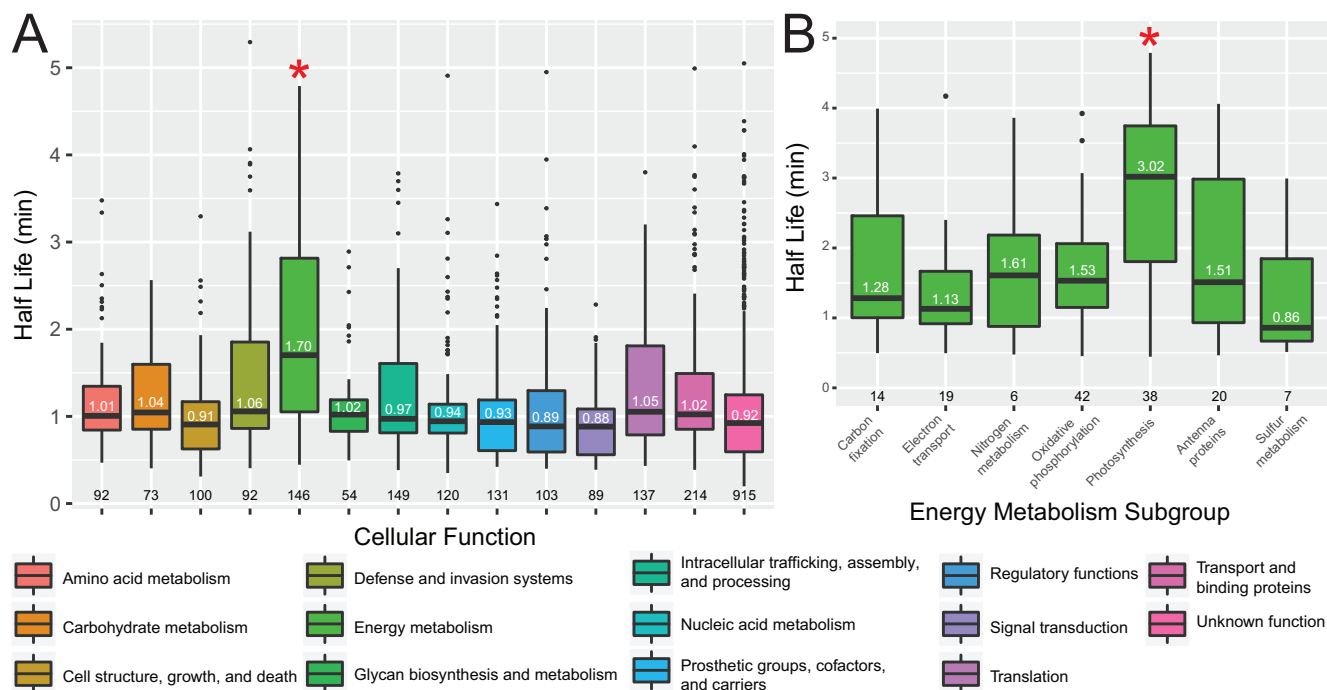 A
Half Life (min)
5
4
3
2
1
0
*
1.01
1.04
0.91
1.06
1.70
1.02
0.97
0.94
0.93
0.89
0.88
1.05
1.02
0.92
92 73 100 92 146 54 149 120 131 103 89 137 214 915
Cellular Function
B
Half Life (min)
5
4
3
2
1
0
*
1.28
1.13
1.61
1.53
3.02
1.51
0.86
14 19 6 42 38 20 7
Carbon
fixation
Electron
transport
Nitrogen
metabolism
Oxidative
phosphorylation
Photosynthesis
Antenna
proteins
Sulfur
metabolism
Energy Metabolism Subgroup
Amino acid metabolism
Carbohydrate metabolism
Cell structure, growth, and death
Defense and invasion systems
Energy metabolism
Glycan biosynthesis and metabolism
Intracellular trafficking, assembly,
and processing
Nucleic acid metabolism
Prosthetic groups, cofactors,
and carriers
Regulatory functions
Signal transduction
Translation
Transport and
binding proteins
Unknown function